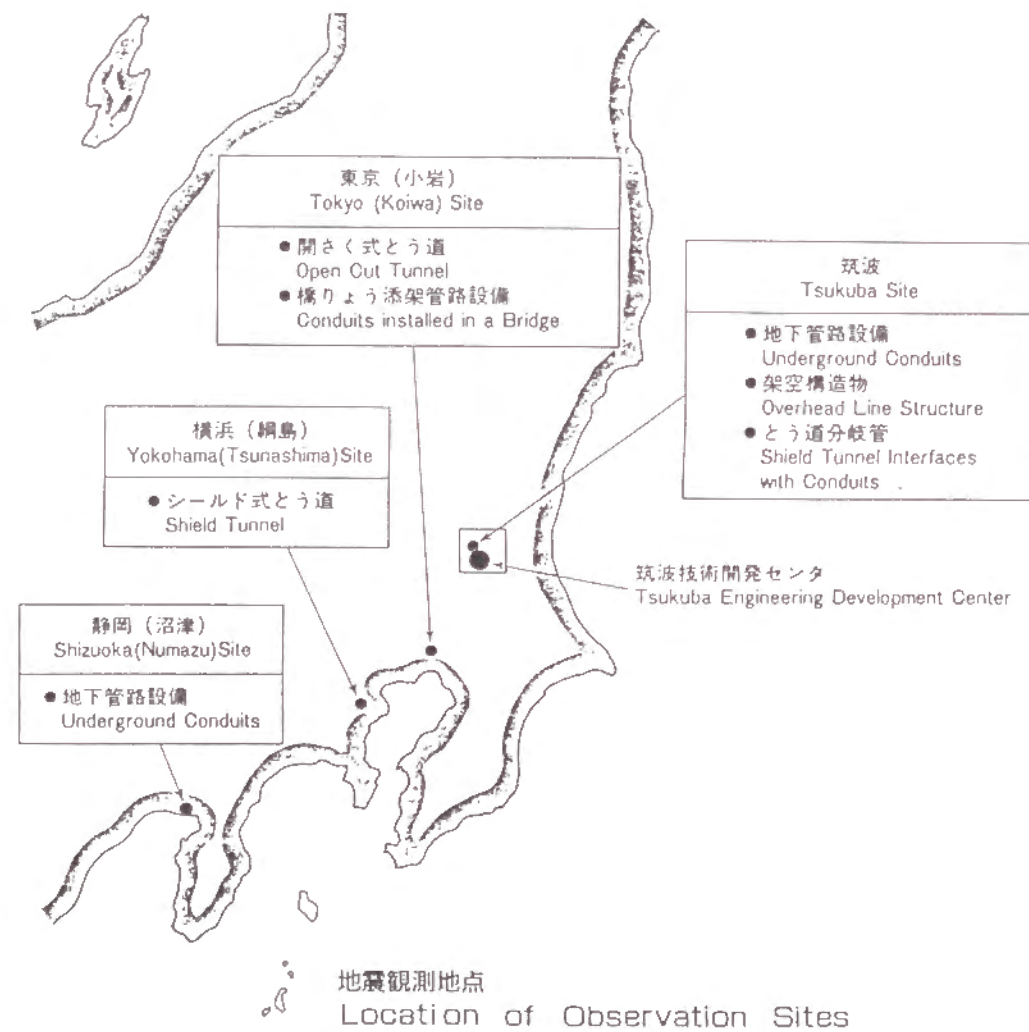 東京（小岩）
Tokyo (Koiwa) Site
●開さく式とう道
Open Cut Tunnel
●橋りょう添架管路設備
Conduits installed in a Bridge
筑波
Tsukuba Site
●地下管路設備
Underground Conduits
●架空構造物
Overhead Line Structure
●とう道分岐管
Shield Tunnel Interfaces
with Conduits
横浜（綱島）
Yokohama(Tsunashima)Site
●シールド式とう道
Shield Tunnel
筑波技術開発センタ
Tsukuba Engineering Development Center
静岡（沼津）
Shizuoka(Numazu)Site
●地下管路設備
Underground Conduits
地震観測地点
Location of Observation Sites